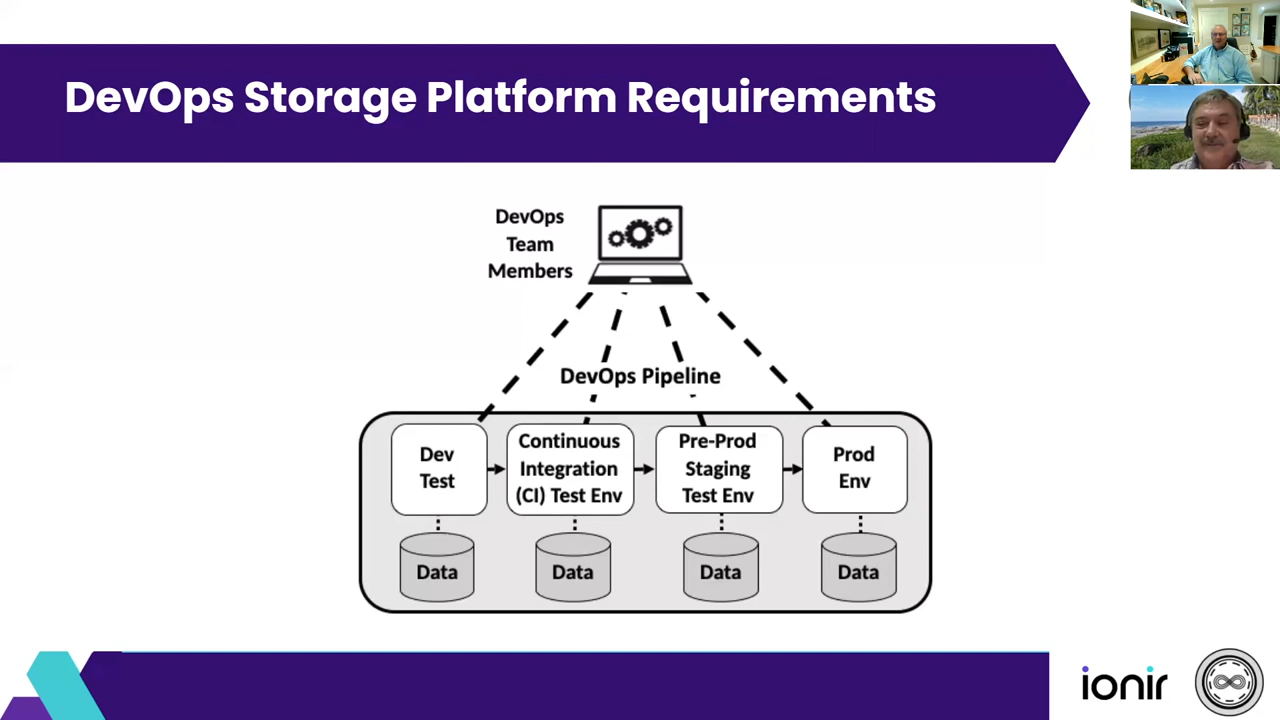 DevOps Storage Platform Requirements
DevOps
Team
Members
DevOps Pipeline
Dev
Test
Continuous
Integration
(CI) Test Env
Pre-Prod
Staging
Test Env
Prod
Env
Data
Data
Data
Data
ionir